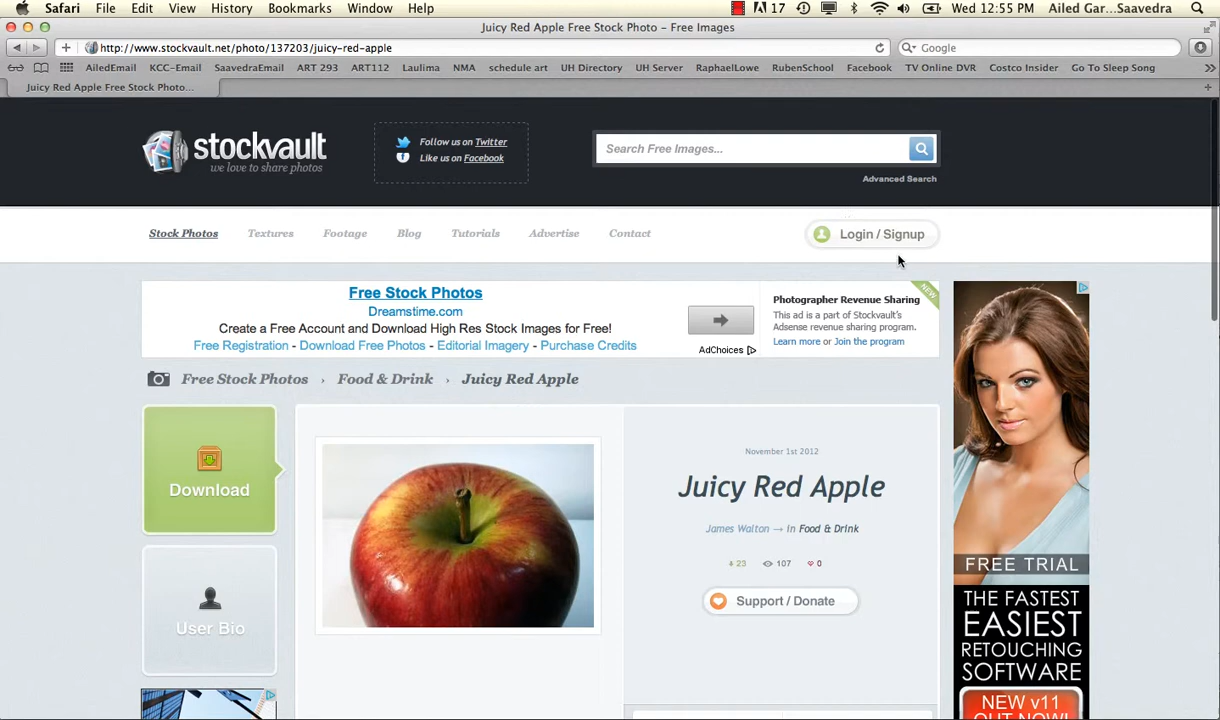 Safari File Edit View History Bookmarks Window Help 17 Wed 12:55 PM Ailed Gar...Saavedra
Juicy Red Apple Free Stock Photo – Free Images
http://www.stockvault.net/photo/137203/juicy-red-apple Google
AiledEmail KCC-Email SaavedraEmail ART 293 ART112 Laulima NMA schedule art UH Directory UH Server RaphaelLowe RubenSchool Facebook TV Online DVR Costco Insider Go To Sleep Song
Juicy Red Apple Free Stock Photo...
stockvault
we love to share photos
Follow us on Twitter
Like us on Facebook
Search Free Images...
Advanced Search
Stock Photos Textures Footage Blog Tutorials Advertise Contact Login / Signup
Free Stock Photos
Dreamstime.com
Create a Free Account and Download High Res Stock Images for Free!
Free Registration - Download Free Photos - Editorial Imagery - Purchase Credits
AdChoices
NEW
Photographer Revenue Sharing
This ad is a part of Stockvault's
Adsense revenue sharing program.
Learn more or Join the program
Free Stock Photos › Food & Drink › Juicy Red Apple
Download
User Bio
November 1st 2012
Juicy Red Apple
James Walton → in Food & Drink
23 107 0
Support / Donate
FREE TRIAL
THE FASTEST
EASIEST
RETOUCHING
SOFTWARE
NEW v11
OUT NOW!